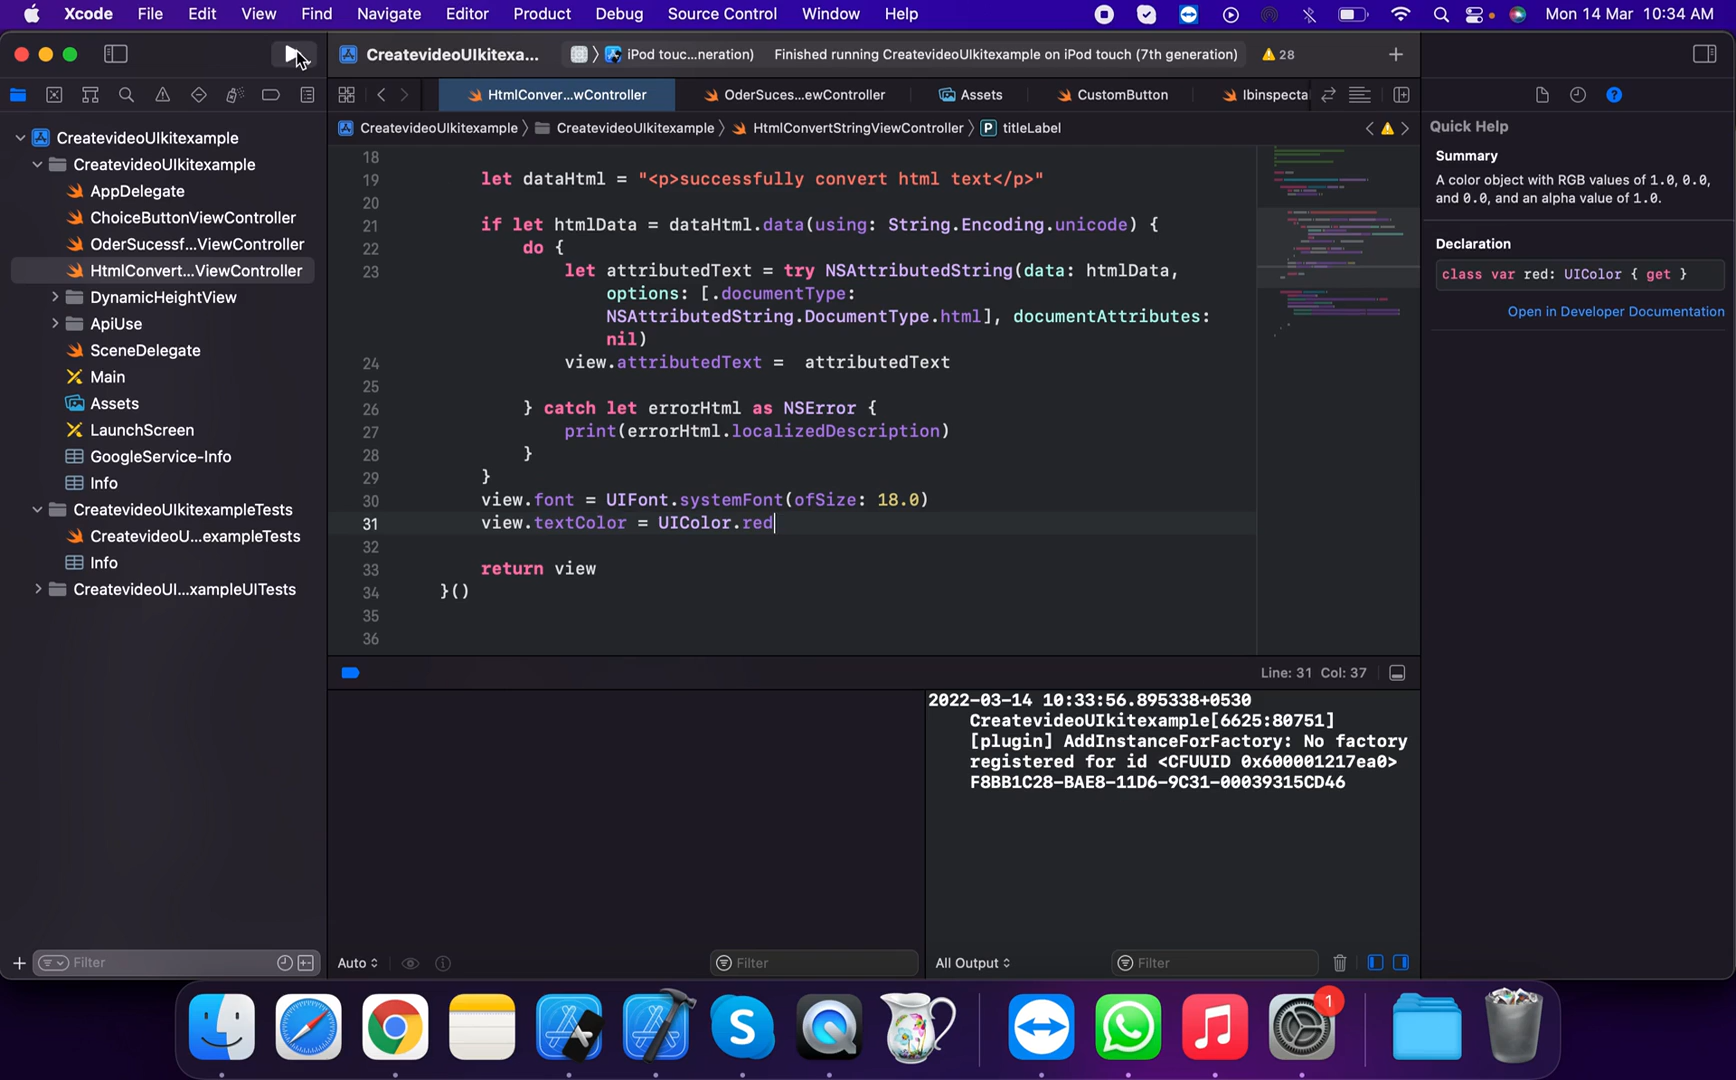 Xcode File Edit View Find Navigate Editor Product Debug Source Control Window Help Mon 14 Mar 10:34 AM
CreatevideoUIkitexa... iPod touc...neration) Finished running CreatevideoUIkitexample on iPod touch (7th generation) 28
HtmlConver...wController OderSuces...ewController Assets CustomButton Ibinspecta
CreatevideoUIkitexample CreatevideoUIkitexample HtmlConvertStringViewController P titleLabel
CreatevideoUIkitexample
CreatevideoUIkitexample
AppDelegate
ChoiceButtonViewController
OderSucessf...ViewController
HtmlConvert...ViewController
DynamicHeightView
ApiUse
SceneDelegate
Main
Assets
LaunchScreen
GoogleService-Info
Info
CreatevideoUIkitexampleTests
CreatevideoU...exampleTests
Info
CreatevideoUI...xampleUITests
Filter
18
19 let dataHtml = "<p>successfully convert html text</p>"
20
21 if let htmlData = dataHtml.data(using: String.Encoding.unicode) {
22 do {
23 let attributedText = try NSAttributedString(data: htmlData,
options: [.documentType:
NSAttributedString.DocumentType.html], documentAttributes:
nil)
24 view.attributedText = attributedText
25
26 } catch let errorHtml as NSError {
27 print(errorHtml.localizedDescription)
28 }
29 }
30 view.font = UIFont.systemFont(ofSize: 18.0)
31 view.textColor = UIColor.red
32
33 return view
34 }()
35
36
Line: 31 Col: 37
2022-03-14 10:33:56.895338+0530
CreatevideoUIkitexample[6625:80751]
[plugin] AddInstanceForFactory: No factory
registered for id <CFUUID 0x600001217ea0>
F8BB1C28-BAE8-11D6-9C31-00039315CD46
Auto Filter All Output Filter
Quick Help
Summary
A color object with RGB values of 1.0, 0.0,
and 0.0, and an alpha value of 1.0.
Declaration
class var red: UIColor { get }
Open in Developer Documentation
1